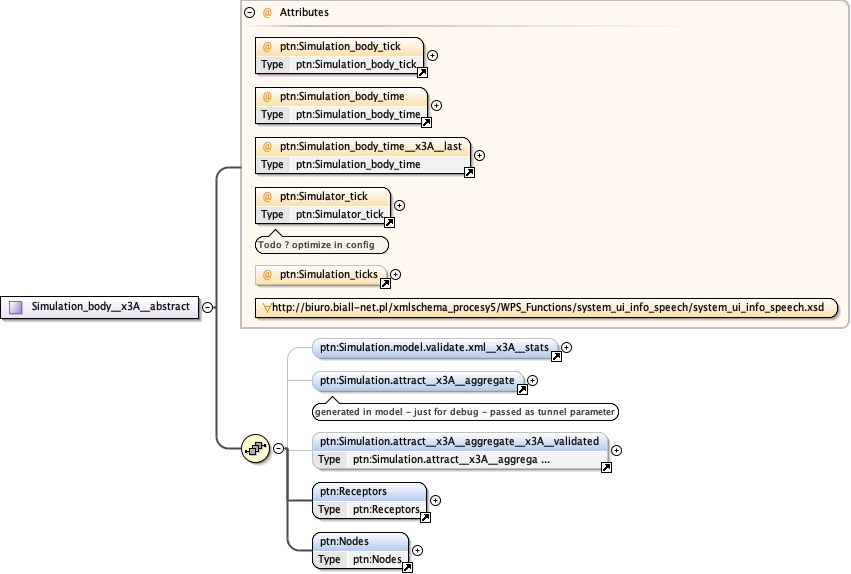 @ Attributes
@ ptn:Simulation_body_tick
Type ptn:Simulation_body_tick
@ ptn:Simulation_body_time
Type ptn:Simulation_body_time
@ ptn:Simulation_body_time__x3A__last
Type ptn:Simulation_body_time
@ ptn:Simulator_tick
Type ptn:Simulator_tick
Todo ? optimize in config
@ ptn:Simulation_ticks
Simulation_body__x3A__abstract
http://biuro.biall-net.pl/xmlschema_procesy5/WPS_Functions/system_ui_info_speech/system_ui_info_speech.xsd
ptn:Simulation.model.validate.xml__x3A__stats
ptn:Simulation.attract__x3A__aggregate
generated in model - just for debug - passed as tunnel parameter
ptn:Simulation.attract__x3A__aggregate__x3A__validated
Type ptn:Simulation.attract__x3A__aggrega ...
ptn:Receptors
Type ptn:Receptors
ptn:Nodes
Type ptn:Nodes